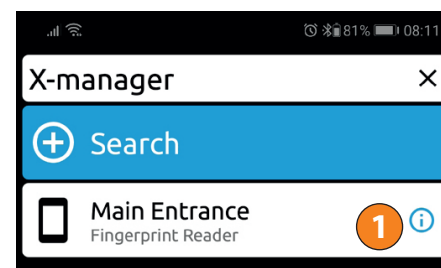 81% 08:11
X-manager
Search
Main Entrance
Fingerprint Reader
1